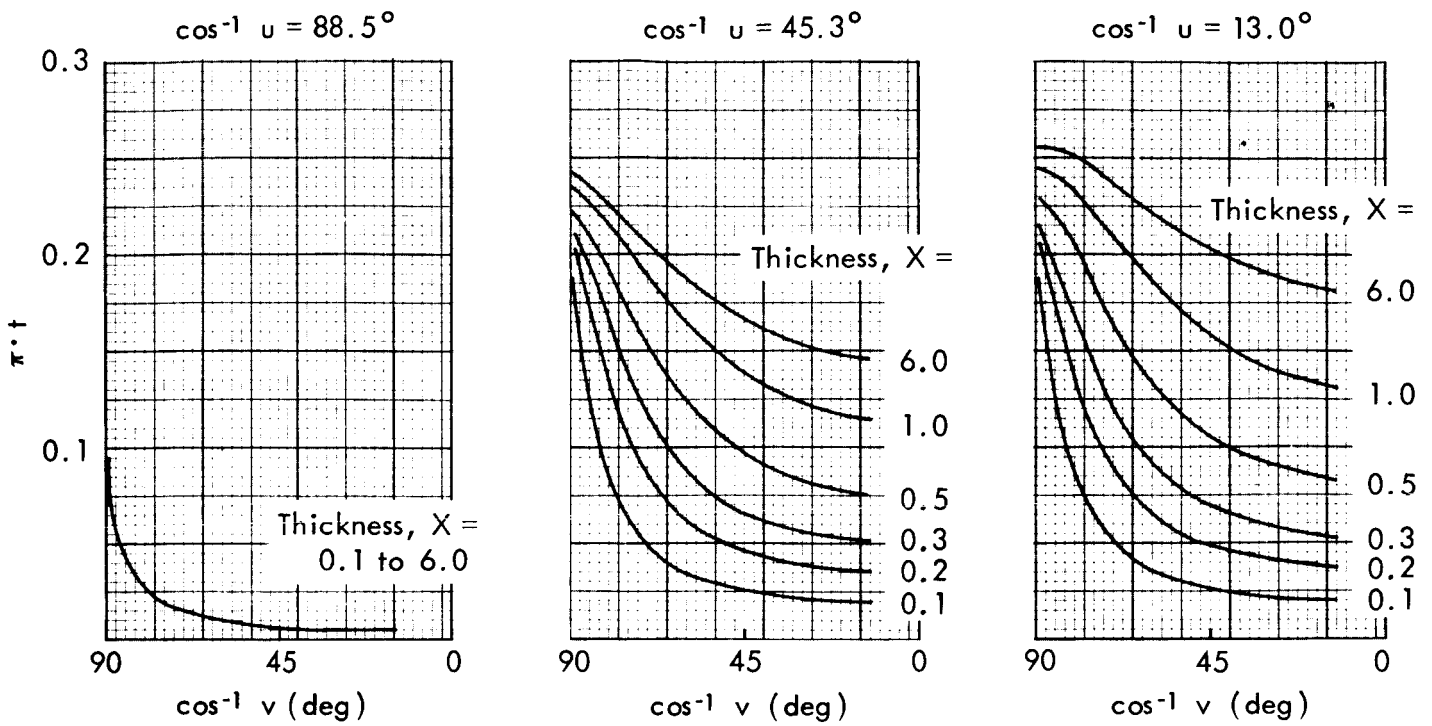 cos⁻¹ u = 88.5°
cos⁻¹ u = 45.3°
cos⁻¹ u = 13.0°
0.3
0.2
0.1
π · t
Thickness, X =
0.1 to 6.0
90
45
0
cos⁻¹ v (deg)
Thickness, X =
6.0
1.0
0.5
0.3
0.2
0.1
90
45
0
cos⁻¹ v (deg)
Thickness, X =
6.0
1.0
0.5
0.3
0.2
0.1
90
45
0
cos⁻¹ v (deg)